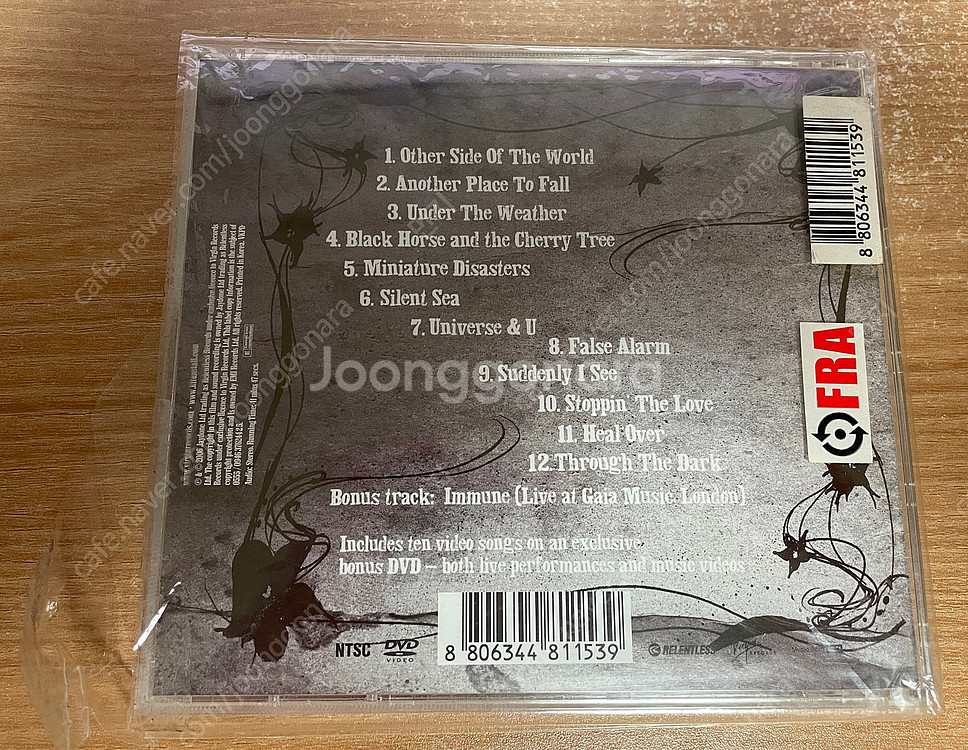 1. Other Side Of The World
2. Another Place To Fall
3. Under The Weather
4. Black Horse and the Cherry Tree
5. Miniature Disasters
6. Silent Sea
7. Universe & U
8. False Alarm
9. Suddenly I See
10. Stoppin' The Love
11. Heal Over
12. Through The Dark
Bonus track: Immune (Live at Gaia Music, London)
Includes ten video songs on an exclusive
bonus DVD – both live performances and music videos
NTSC
DVD
VIDEO
8 806344 811539
RELENTLESS
8 806344 811539
FRA
Joonggonara
cafe.naver.com/joonggonara